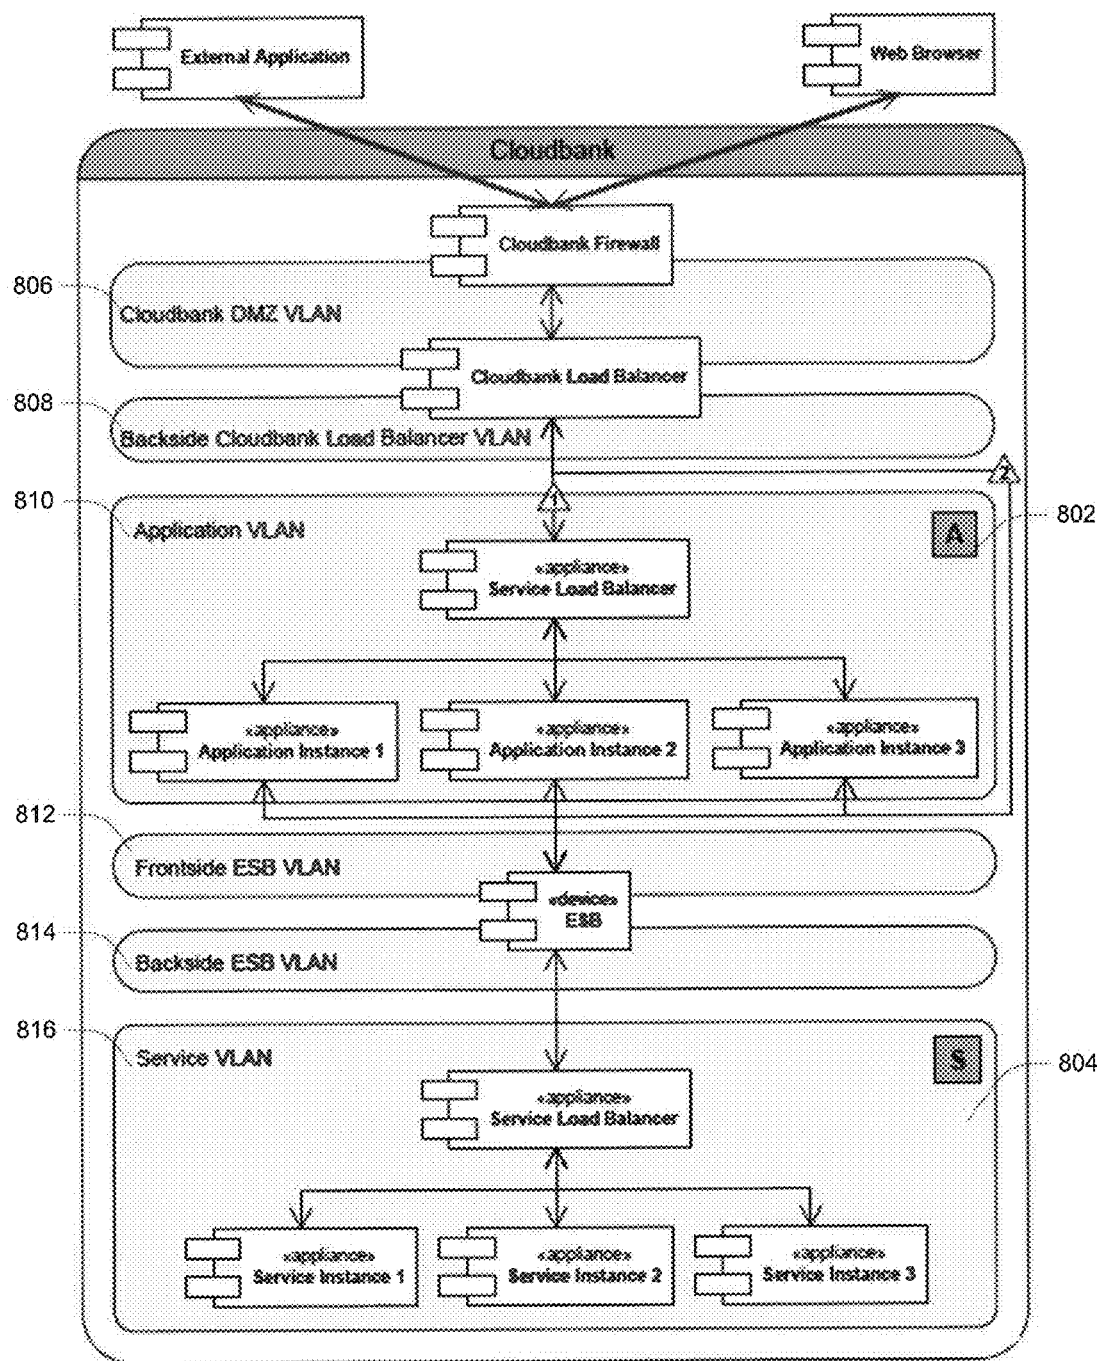 External Application
Web Browser
Cloudbank
Cloudbank Firewall
806
Cloudbank DMZ VLAN
Cloudbank Load Balancer
808
Backside Cloudbank Load Balancer VLAN
2
810
1
Application VLAN
A
802
«appliance»
Service Load Balancer
«appliance»
Application Instance 1
«appliance»
Application Instance 2
«appliance»
Application Instance 3
812
Frontside ESB VLAN
«device»
ESB
814
Backside ESB VLAN
816
Service VLAN
S
804
«appliance»
Service Load Balancer
«appliance»
Service Instance 1
«appliance»
Service Instance 2
«appliance»
Service Instance 3